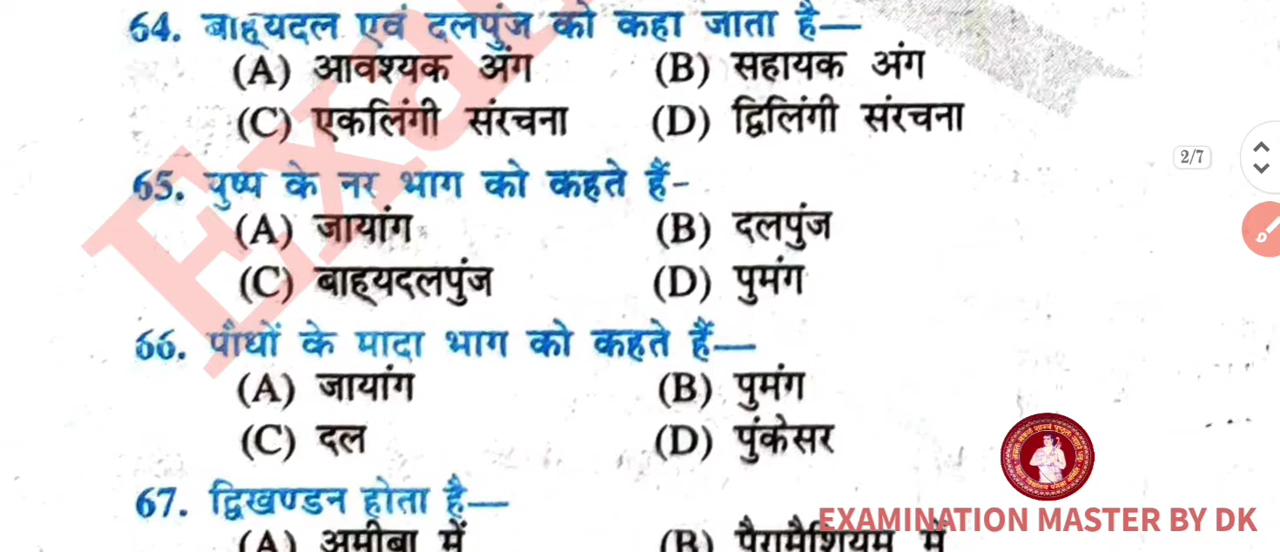 64. बाह्यदल एवं दलपुंज को कहा जाता है—
(A) आवश्यक अंग (B) सहायक अंग
(C) एकलिंगी संरचना (D) द्विलिंगी संरचना
2/7
65. पुष्प के नर भाग को कहते हैं-
(A) जायांग (B) दलपुंज
(C) बाह्यदलपुंज (D) पुमंग
66. पौधों के मादा भाग को कहते हैं—
(A) जायांग (B) पुमंग
(C) दल (D) पुंकेसर
67. द्विखण्डन होता है—
EXAMINATION MASTER BY DK
(A) अमीबा में (B) पैरामैशियम में